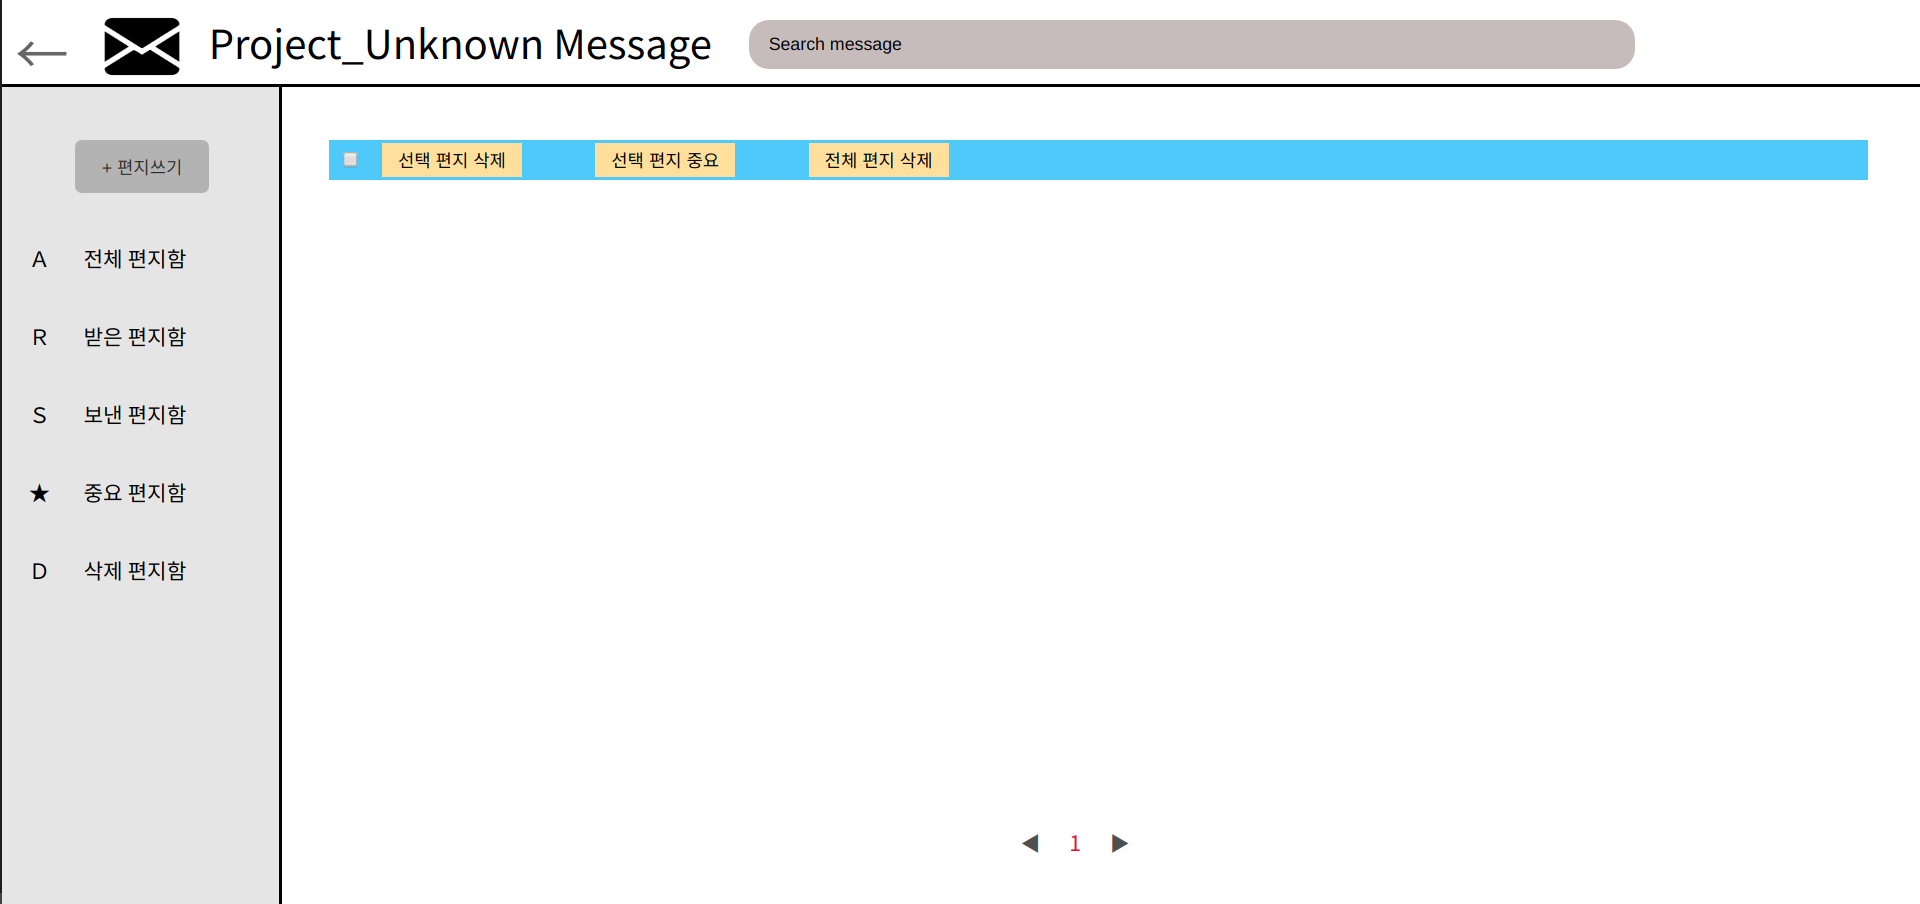 Project_Unknown Message
Search message
+ 편지쓰기
선택 편지 삭제
선택 편지 중요
전체 편지 삭제
A 전체 편지함
R 받은 편지함
S 보낸 편지함
★ 중요 편지함
D 삭제 편지함
◀ 1 ▶